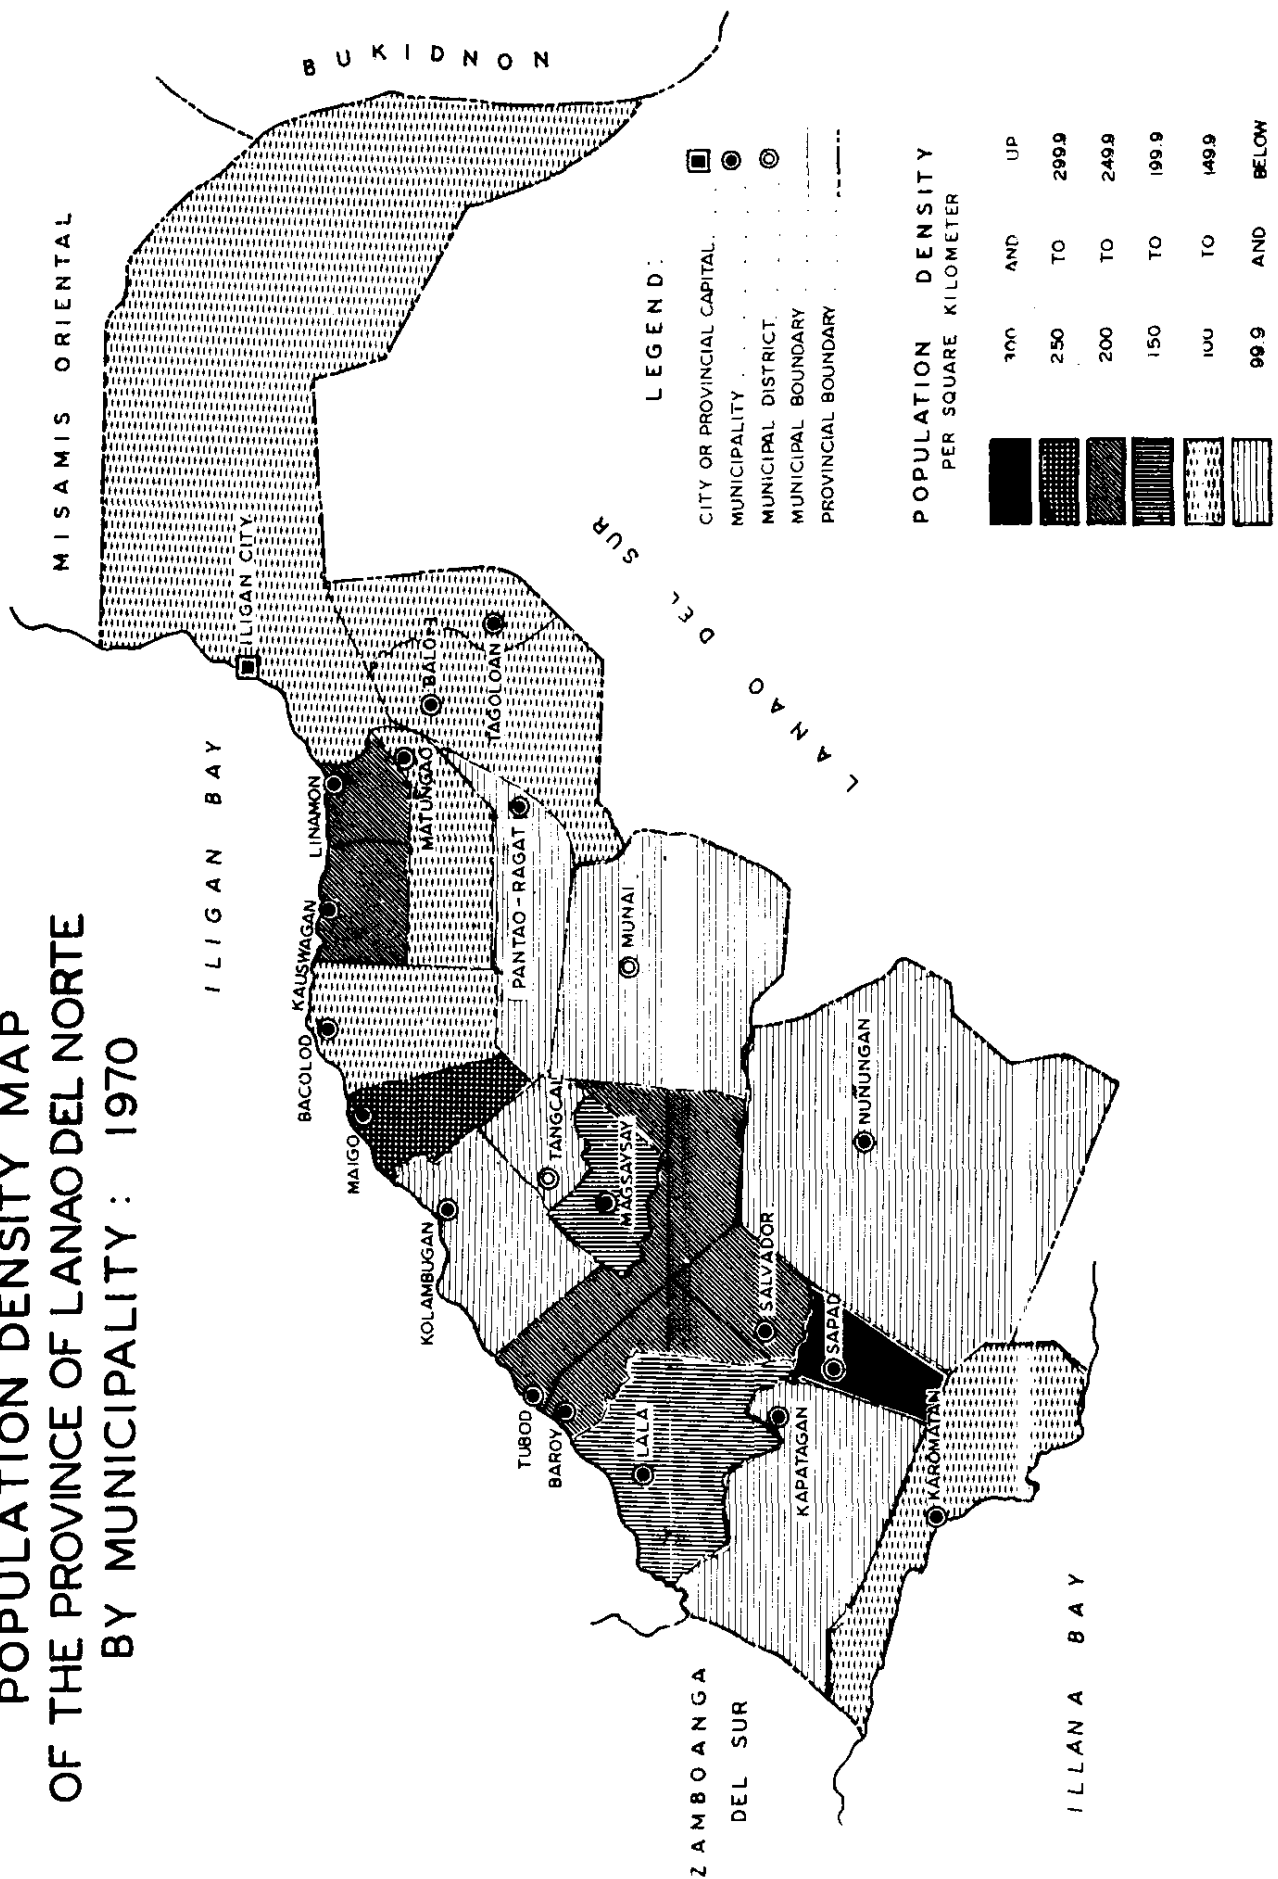 POPULATION DENSITY MAP
OF THE PROVINCE OF LANAO DEL NORTE
BY MUNICIPALITY : 1970
MISAMIS ORIENTAL
BUKIDNON
ILIGAN BAY
ILIGAN CITY
LINAMON
KAUSWAGAN
BACOLOD
MAIGO
KOLAMBUGAN
TUBOD
BAROY
LALA
KAPATAGAN
KAROMATAN
SAPAD
SALVADOR
MAGSAYSAY
TANGCAL
NUNUNGAN
MUNAI
PANTAO-RAGAT
MATUNGAO
BALOI
TAGOLOAN
LANAO DEL SUR
ZAMBOANGA
DEL SUR
ILLANA BAY
LEGEND:
CITY OR PROVINCIAL CAPITAL . .
MUNICIPALITY . . . . . .
MUNICIPAL DISTRICT . . . .
MUNICIPAL BOUNDARY . . . .
PROVINCIAL BOUNDARY . . . .
POPULATION DENSITY
PER SQUARE KILOMETER
300 AND UP
250 TO 299.9
200 TO 249.9
150 TO 199.9
100 TO 149.9
99.9 AND BELOW